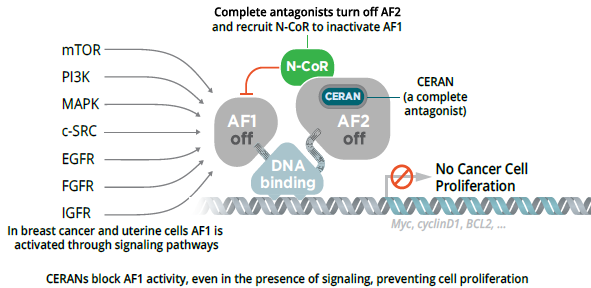 Complete antagonists turn off AF2
and recruit N-CoR to inactivate AF1
mTOR
PI3K
MAPK
c-SRC
EGFR
FGFR
IGFR
N-CoR
CERAN
CERAN
(a complete
antagonist)
AF1
off
AF2
off
DNA
binding
No Cancer Cell
Proliferation
Myc, cyclinD1, BCL2, ...
In breast cancer and uterine cells AF1 is
activated through signaling pathways
CERANs block AF1 activity, even in the presence of signaling, preventing cell proliferation